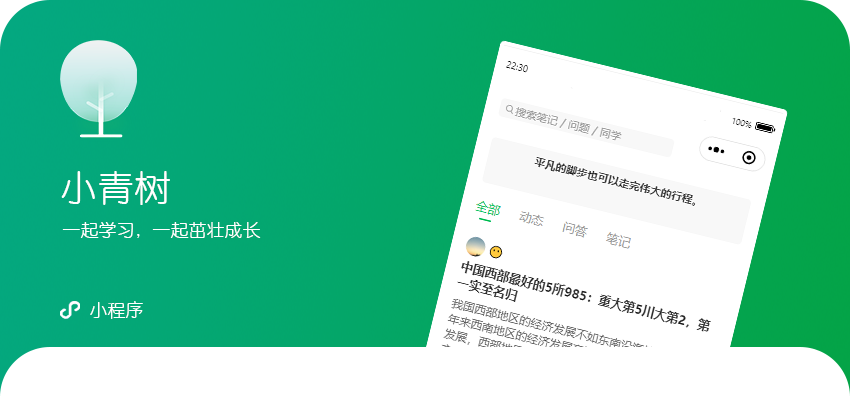 小青树
一起学习，一起茁壮成长
小程序
22:30
100%
搜索笔记 / 问题 / 同学
平凡的脚步也可以走完伟大的行程。
全部 动态 问答 笔记
中国西部最好的5所985：重大第5川大第2，第
一实至名归
我国西部地区的经济发展不如东南沿海
年来西南地区的经济发展
发展，西部地